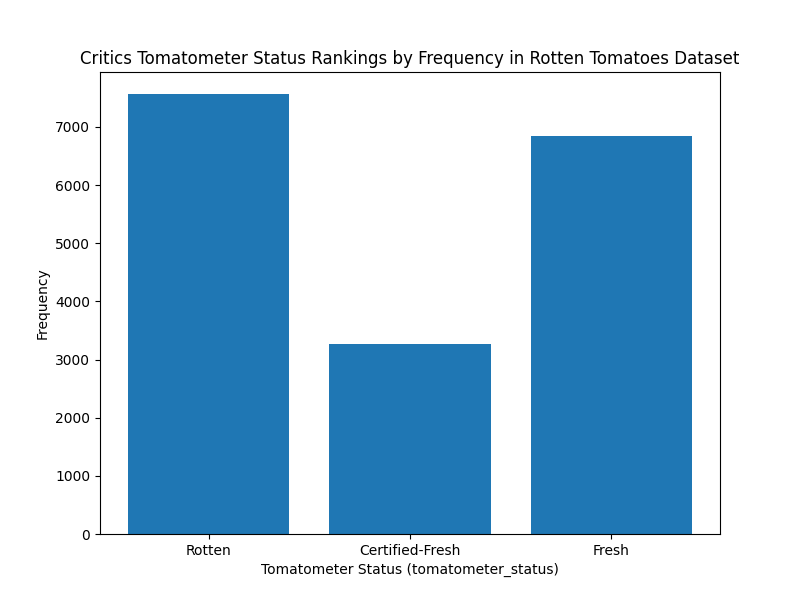 Critics Tomatometer Status Rankings by Frequency in Rotten Tomatoes Dataset
7000
6000
5000
4000
3000
2000
1000
0
Frequency
Rotten
Certified-Fresh
Fresh
Tomatometer Status (tomatometer_status)